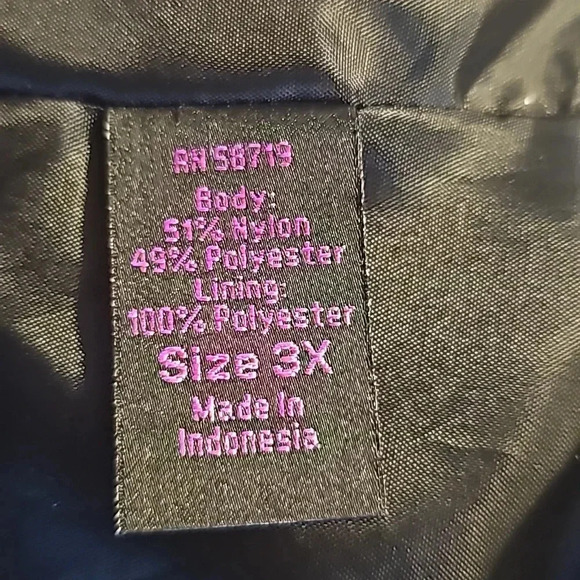 RN 58719
Body:
51% Nylon
49% Polyester
Lining:
100% Polyester
Size 3X
Made In
Indonesia